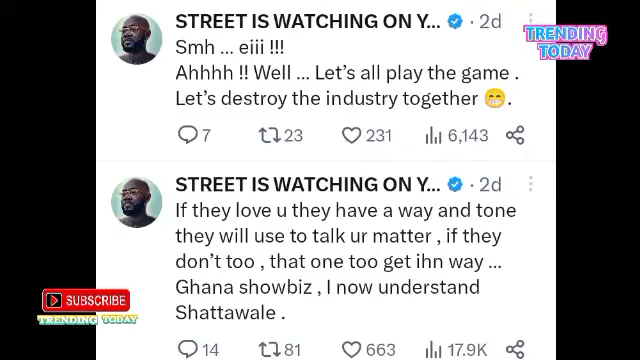 STREET IS WATCHING ON Y... · 2d
TRENDING
TODAY
Smh ... eiii !!!
Ahhhh !! Well ... Let's all play the game .
Let's destroy the industry together 😁.
7 23 231 6,143
STREET IS WATCHING ON Y... · 2d
If they love u they have a way and tone
they will use to talk ur matter , if they
don't too , that one too get ihn way ...
Ghana showbiz , I now understand
Shattawale .
SUBSCRIBE
TRENDING TODAY
14 81 663 17.9K